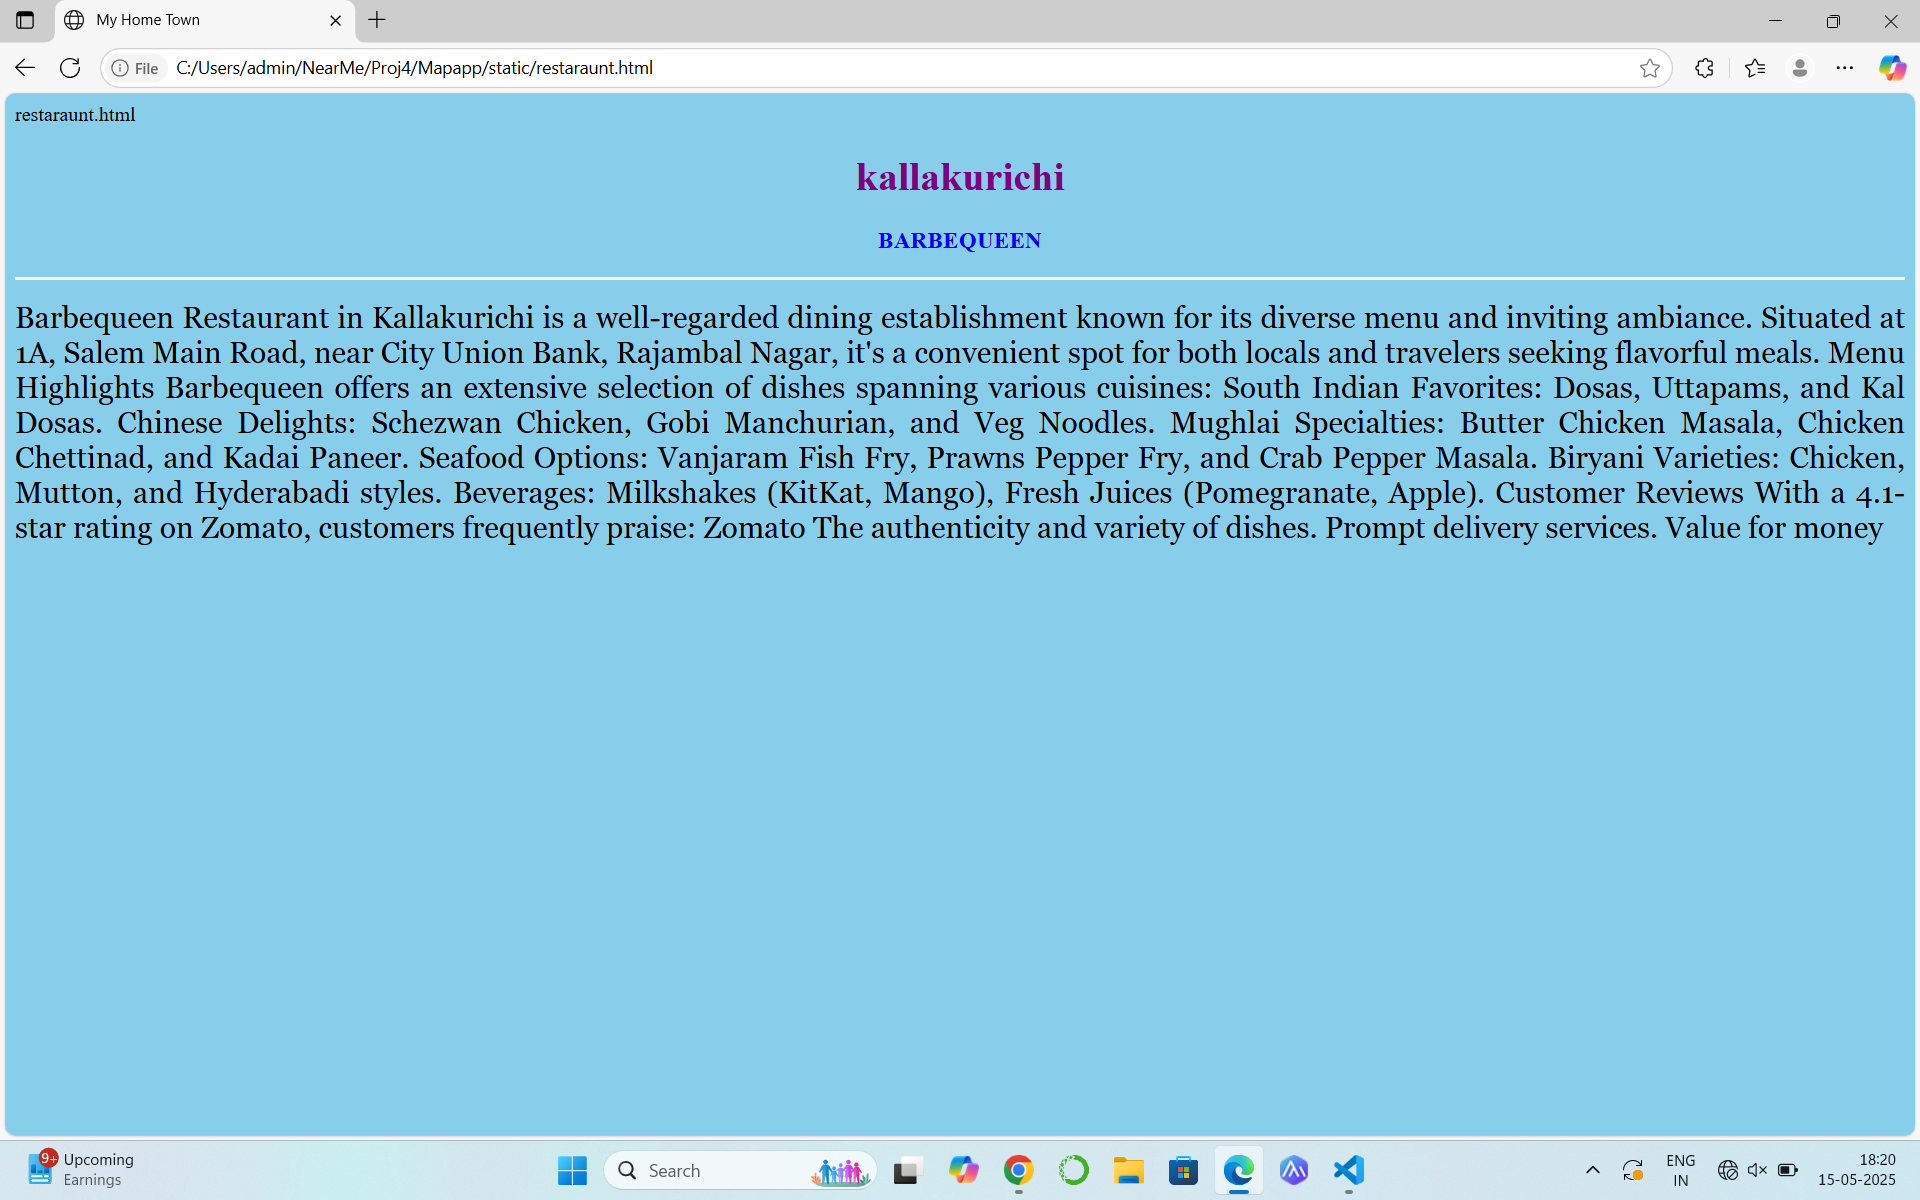 My Home Town
File
C:/Users/admin/NearMe/Proj4/Mapapp/static/restaraunt.html
restaraunt.html
kallakurichi
BARBEQUEEN
Barbequeen Restaurant in Kallakurichi is a well-regarded dining establishment known for its diverse menu and inviting ambiance. Situated at
1A, Salem Main Road, near City Union Bank, Rajambal Nagar, it's a convenient spot for both locals and travelers seeking flavorful meals. Menu
Highlights Barbequeen offers an extensive selection of dishes spanning various cuisines: South Indian Favorites: Dosas, Uttapams, and Kal
Dosas. Chinese Delights: Schezwan Chicken, Gobi Manchurian, and Veg Noodles. Mughlai Specialties: Butter Chicken Masala, Chicken
Chettinad, and Kadai Paneer. Seafood Options: Vanjaram Fish Fry, Prawns Pepper Fry, and Crab Pepper Masala. Biryani Varieties: Chicken,
Mutton, and Hyderabadi styles. Beverages: Milkshakes (KitKat, Mango), Fresh Juices (Pomegranate, Apple). Customer Reviews With a 4.1-
star rating on Zomato, customers frequently praise: Zomato The authenticity and variety of dishes. Prompt delivery services. Value for money
9+
Upcoming
Earnings
Search
ENG
IN
18:20
15-05-2025